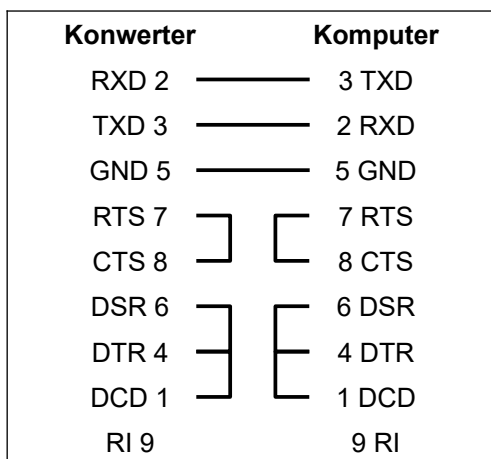 Konwerter Komputer
RXD 2 3 TXD
TXD 3 2 RXD
GND 5 5 GND
RTS 7 7 RTS
CTS 8 8 CTS
DSR 6 6 DSR
DTR 4 4 DTR
DCD 1 1 DCD
RI 9 9 RI